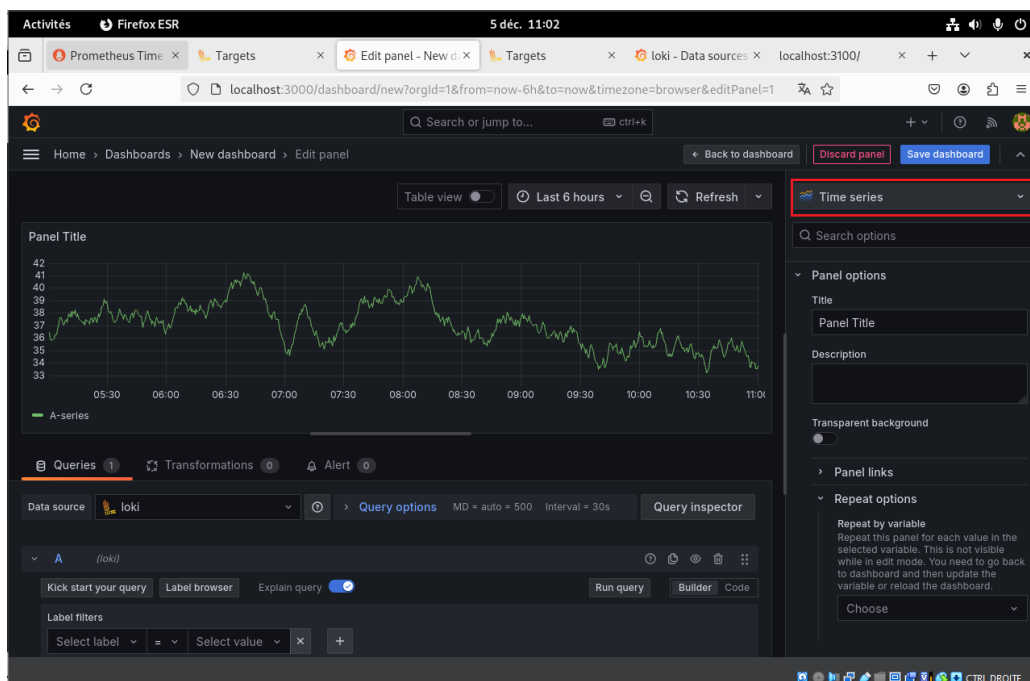 Activités Firefox ESR 5 déc. 11:02
Prometheus Time × Targets × Edit panel - New d × Targets × loki - Data sources × localhost:3100/ × + ×
localhost:3000/dashboard/new?orgId=1&from=now-6h&to=now&timezone=browser&editPanel=1
Search or jump to... ctrl+k
Home › Dashboards › New dashboard › Edit panel ← Back to dashboard Discard panel Save dashboard
Table view Last 6 hours Refresh Time series
Panel Title
Search options
42
41
40
39
38
37
36
35
34
33
05:30 06:00 06:30 07:00 07:30 08:00 08:30 09:00 09:30 10:00 10:30 11:00
A-series
Panel options
Title
Panel Title
Description
Transparent background
Panel links
Repeat options
Repeat by variable
Repeat this panel for each value in the
selected variable. This is not visible
while in edit mode. You need to go back
to dashboard and then update the
variable or reload the dashboard.
Choose
Queries 1 Transformations 0 Alert 0
Data source loki Query options MD = auto = 500 Interval = 30s Query inspector
A (loki)
Kick start your query Label browser Explain query Run query Builder Code
Label filters
Select label = Select value × +
CTRL DROITE